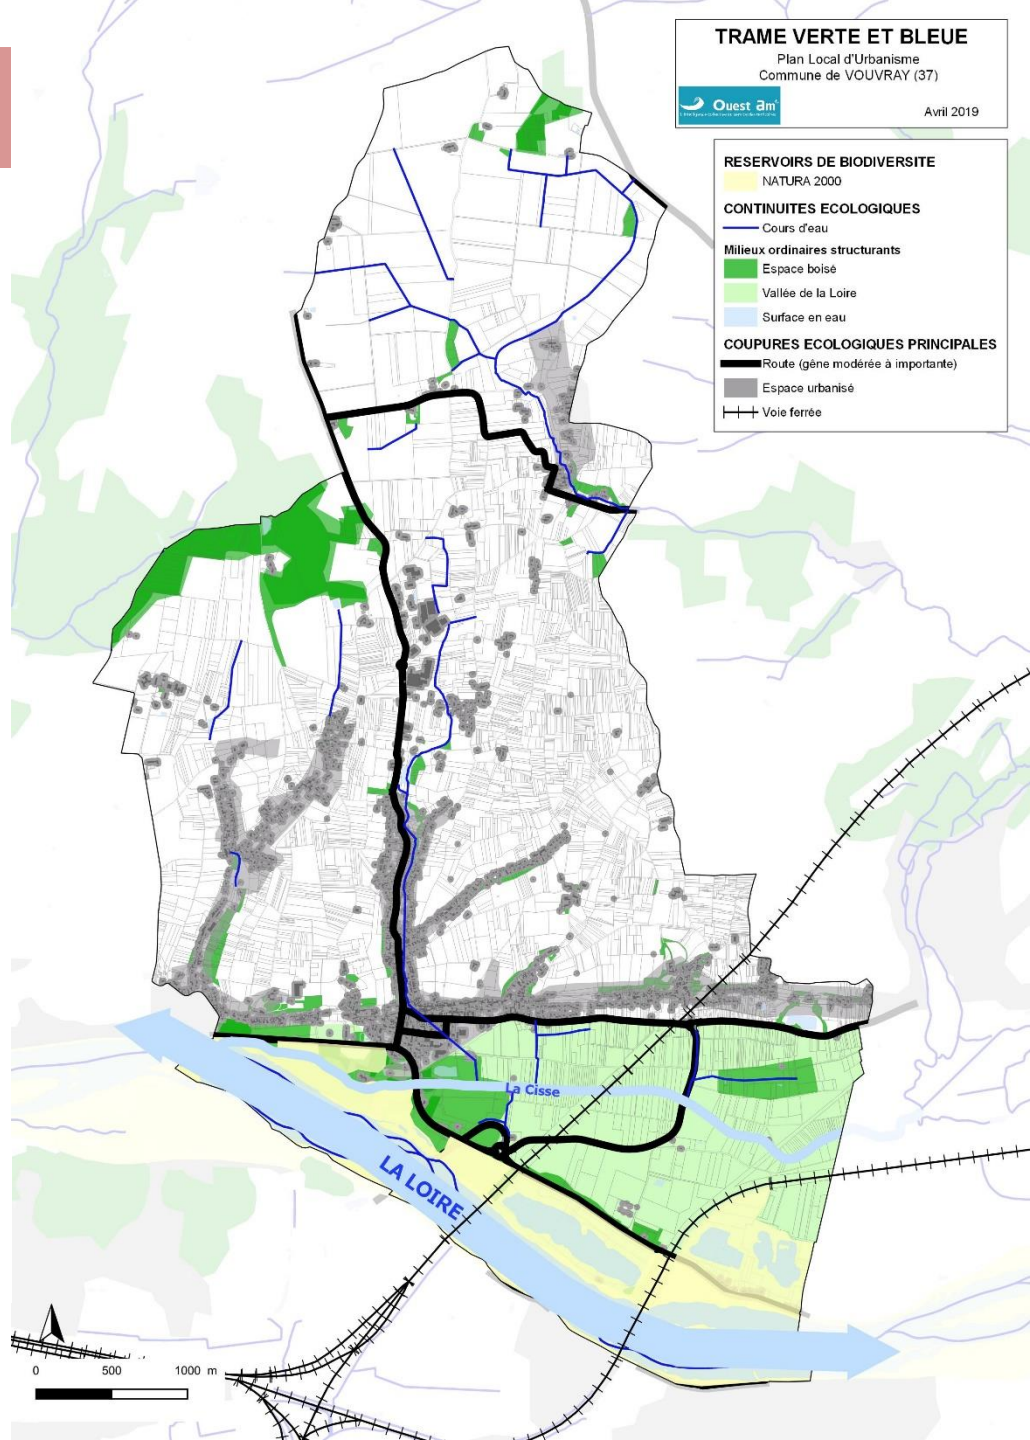 TRAME VERTE ET BLEUE
Plan Local d'Urbanisme
Commune de VOUVRAY (37)
Ouest am'
Avril 2019
RESERVOIRS DE BIODIVERSITE
NATURA 2000
CONTINUITES ECOLOGIQUES
Cours d'eau
Milieux ordinaires structurants
Espace boisé
Vallée de la Loire
Surface en eau
COUPURES ECOLOGIQUES PRINCIPALES
Route (gêne modérée à importante)
Espace urbanisé
Voie ferrée
La Cisse
LA LOIRE
0 500 1000 m